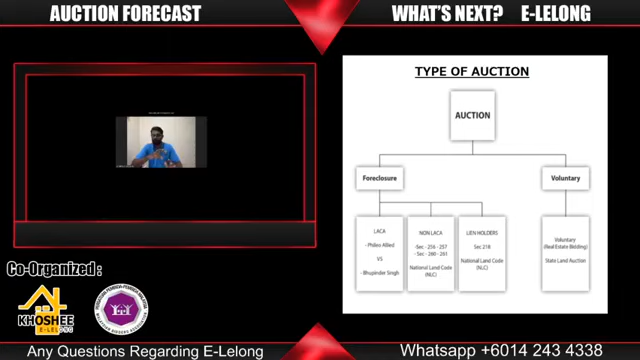 AUCTION FORECAST
WHAT'S NEXT? E-LELONG
TYPE OF AUCTION
AUCTION
Foreclosure
Voluntary
LACA
- Phileo Allied
VS
- Bhupinder Singh
NON LACA
-Sec - 256 - 257
- Sec - 260 - 261
National Land Code
(NLC)
LIEN HOLDERS
Sec 218
National Land Code
(NLC)
Voluntary
(Real Estate Bidding)
State Land Auction
Co-Organized :
KHOSHEE
E-LELONG
Any Questions Regarding E-Lelong
Whatsapp +6014 243 4338